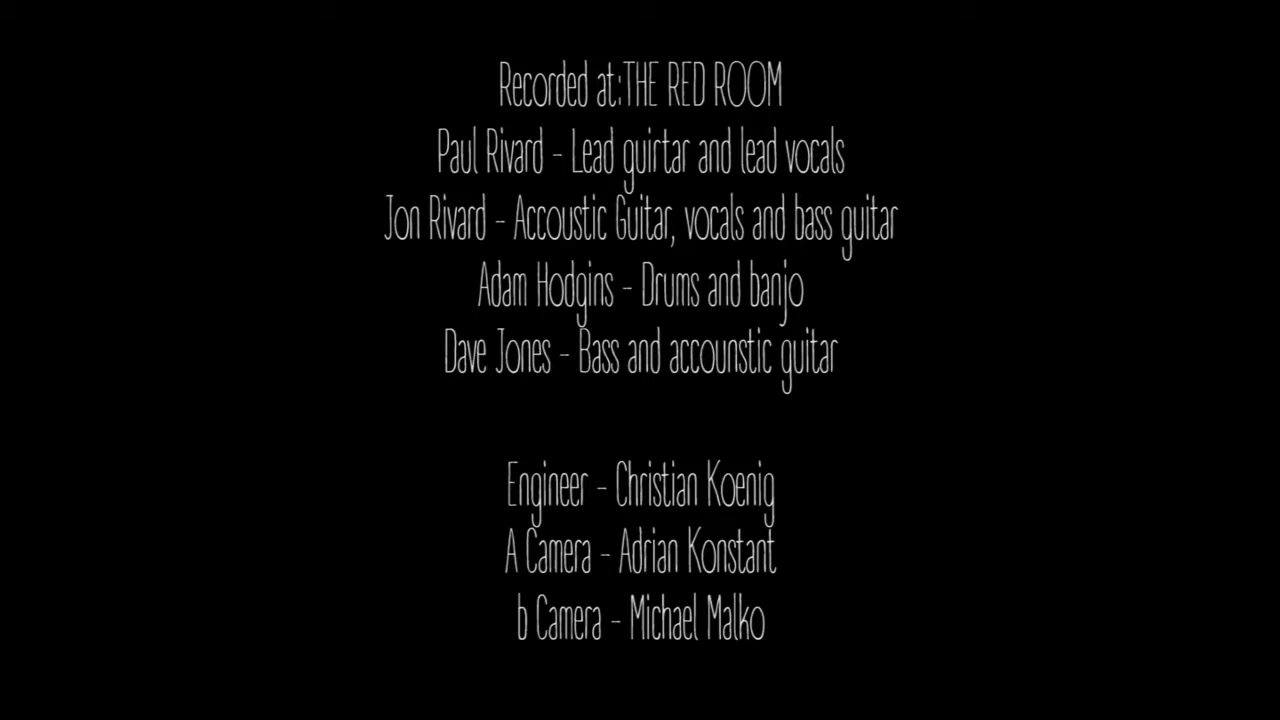 Recorded at:THE RED ROOM
Paul Rivard - Lead guirtar and lead vocals
Jon Rivard - Accoustic Guitar, vocals and bass guitar
Adam Hodgins - Drums and banjo
Dave Jones - Bass and accounstic guitar
Engineer - Christian Koenig
A Camera - Adrian Konstant
b Camera - Michael Malko